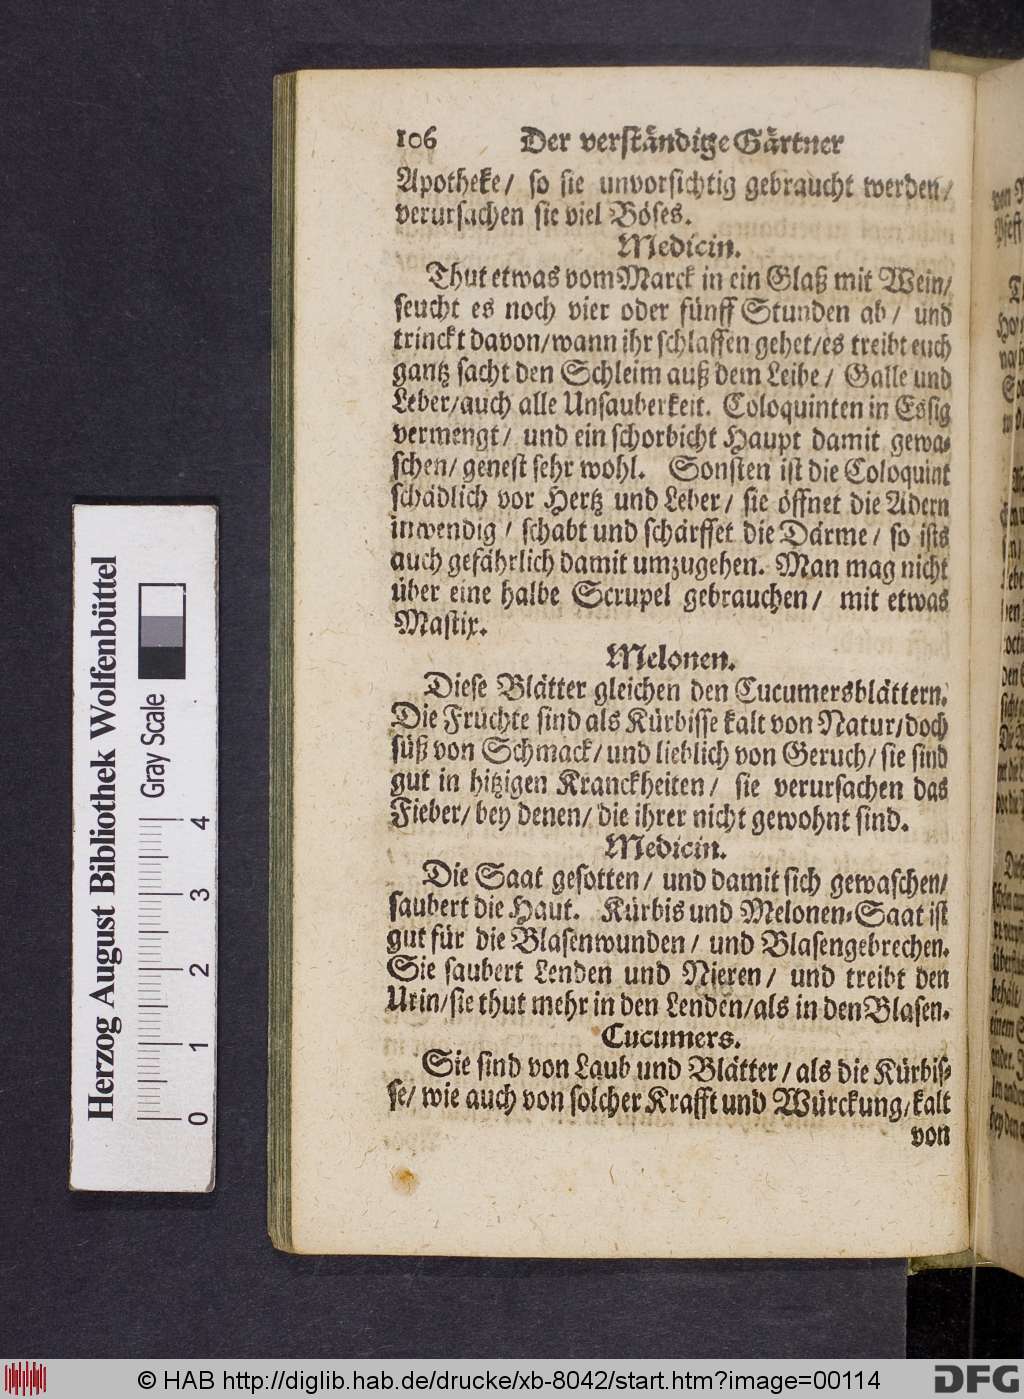 106 Der verständige Gärtner
Apotheke/ so sie unvorsichtig gebraucht werden/
verursachen sie viel Böses.
Medicin.
Thut etwas vom Marck in ein Glaß mit Wein/
seucht es noch vier oder fünff Stunden ab/ und
trinckt davon/wann ihr schlaffen gehet/es treibt euch
gantz sacht den Schleim auß dem Leibe/ Galle und
Leber/auch alle Unsauberkeit. Coloquinten in Essig
vermengt/ und ein schorbicht Haupt damit gewa-
schen/ genest sehr wohl. Sonsten ist die Coloquint
schädlich vor Hertz und Leber/ sie öffnet die Adern
inwendig/ schabt und schärffet die Därme/ so ists
auch gefährlich damit umzugehen. Man mag nicht
über eine halbe Scrupel gebrauchen/ mit etwas
Mastix.
Melonen.
Diese Blätter gleichen den Cucumersblättern.
Die Früchte sind als Kürbisse kalt von Natur/doch
süß von Schmack/ und lieblich von Geruch/ sie sind
gut in hitzigen Kranckheiten/ sie verursachen das
Fieber/ bey denen/ die ihrer nicht gewohnt sind.
Medicin.
Die Saat gesotten/ und damit sich gewaschen/
saubert die Haut. Kürbis und Melonen-Saat ist
gut für die Blasenwunden/ und Blasengebrechen.
Sie saubert Lenden und Nieren/ und treibt den
Urin/sie thut mehr in den Lenden/als in den Blasen.
Cucumers.
Sie sind von Laub und Blätter/ als die Kürbis-
se/ wie auch von solcher Krafft und Würckung/kalt
von
Herzog August Bibliothek Wolfenbüttel
Gray Scale
0 1 2 3 4
© HAB http://diglib.hab.de/drucke/xb-8042/start.htm?image=00114
DFG